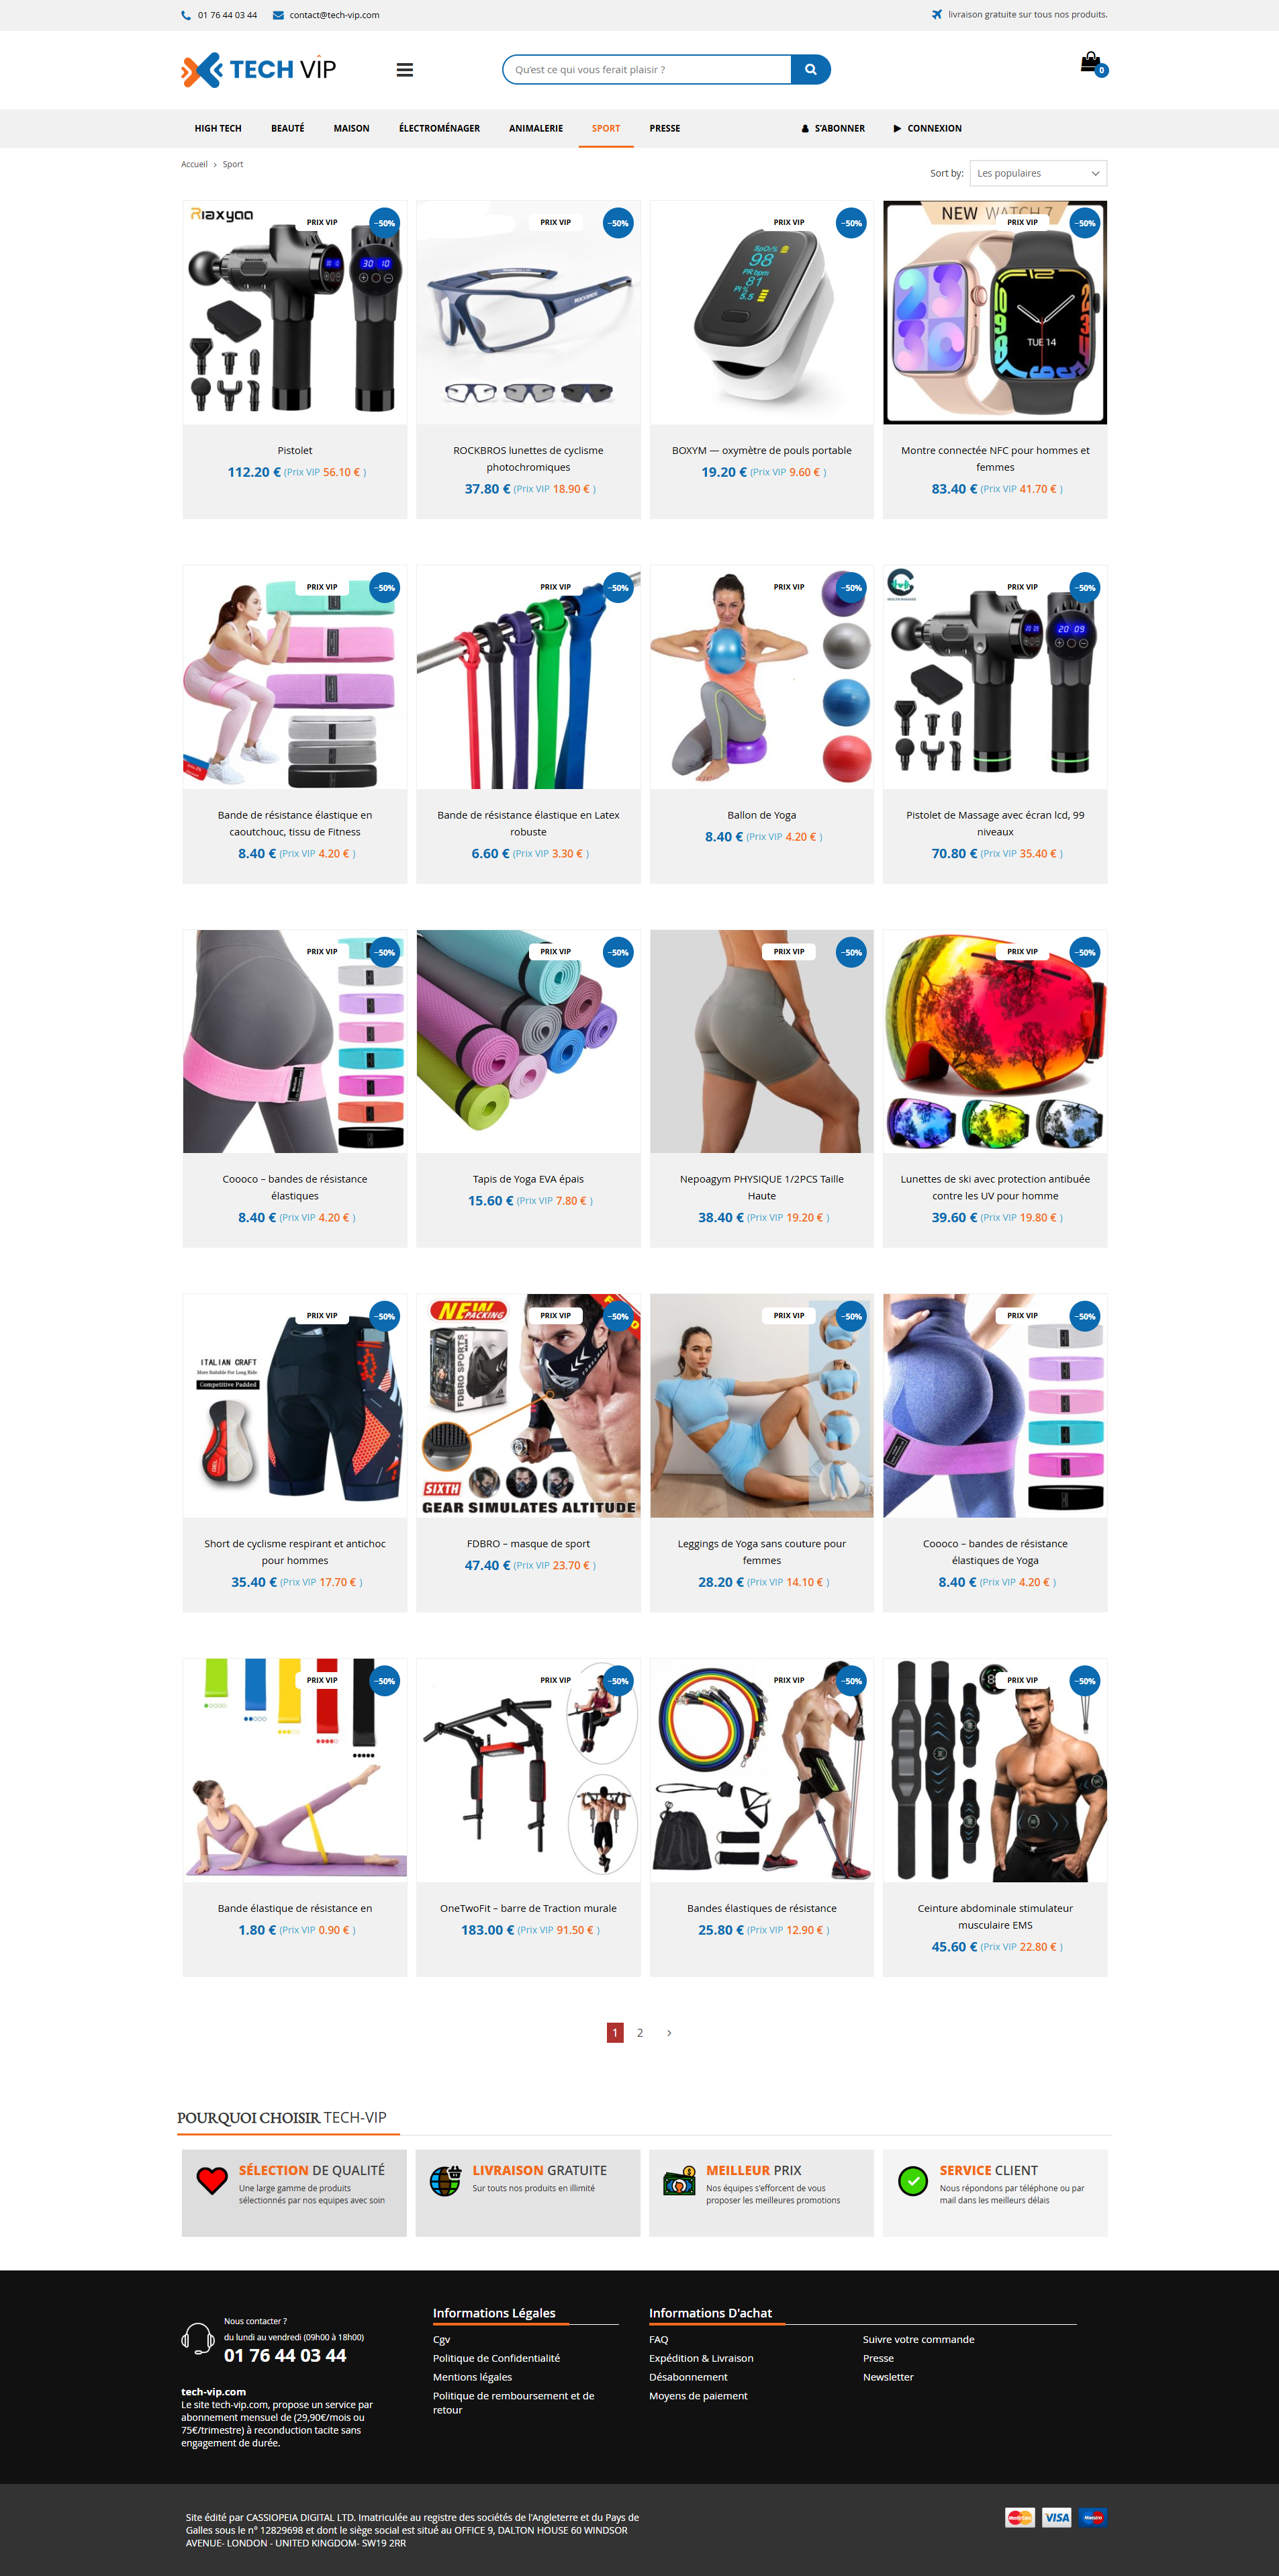 01 76 44 03 44
contact@tech-vip.com
livraison gratuite sur tous nos produits.
TECH VIP
Qu'est ce qui vous ferait plaisir ?
0
HIGH TECH
BEAUTÉ
MAISON
ÉLECTROMÉNAGER
ANIMALERIE
SPORT
PRESSE
S'ABONNER
CONNEXION
Accueil › Sport
Sort by: Les populaires
Riaxyaa
PRIX VIP
-50%
30 10
PRIX VIP
-50%
ROCKBROS
PRIX VIP
-50%
SpO₂%
98
PR bpm
81
PI %
5.5
NEW WATCH 7
PRIX VIP
-50%
TUE 14
Pistolet
112.20 € (Prix VIP 56.10 € )
ROCKBROS lunettes de cyclisme
photochromiques
37.80 € (Prix VIP 18.90 € )
BOXYM — oxymètre de pouls portable
19.20 € (Prix VIP 9.60 € )
Montre connectée NFC pour hommes et
femmes
83.40 € (Prix VIP 41.70 € )
PRIX VIP
-50%
PRIX VIP
-50%
PRIX VIP
-50%
PRIX VIP
-50%
20 09
Bande de résistance élastique en
caoutchouc, tissu de Fitness
8.40 € (Prix VIP 4.20 € )
Bande de résistance élastique en Latex
robuste
6.60 € (Prix VIP 3.30 € )
Ballon de Yoga
8.40 € (Prix VIP 4.20 € )
Pistolet de Massage avec écran lcd, 99
niveaux
70.80 € (Prix VIP 35.40 € )
PRIX VIP
-50%
PRIX VIP
-50%
PRIX VIP
-50%
PRIX VIP
-50%
Coooco – bandes de résistance
élastiques
8.40 € (Prix VIP 4.20 € )
Tapis de Yoga EVA épais
15.60 € (Prix VIP 7.80 € )
Nepoagym PHYSIQUE 1/2PCS Taille
Haute
38.40 € (Prix VIP 19.20 € )
Lunettes de ski avec protection antibuée
contre les UV pour homme
39.60 € (Prix VIP 19.80 € )
PRIX VIP
-50%
ITALIAN CRAFT
More Suitable For Long Ride
Competitive Padded
NEW
PACKING
PRIX VIP
-50%
FDBRO SPORTS
SIXTH
GEAR SIMULATES ALTITUDE
PRIX VIP
-50%
PRIX VIP
-50%
Short de cyclisme respirant et antichoc
pour hommes
35.40 € (Prix VIP 17.70 € )
FDBRO – masque de sport
47.40 € (Prix VIP 23.70 € )
Leggings de Yoga sans couture pour
femmes
28.20 € (Prix VIP 14.10 € )
Coooco – bandes de résistance
élastiques de Yoga
8.40 € (Prix VIP 4.20 € )
PRIX VIP
-50%
PRIX VIP
-50%
PRIX VIP
-50%
PRIX VIP
-50%
Bande élastique de résistance en
1.80 € (Prix VIP 0.90 € )
OneTwoFit – barre de Traction murale
183.00 € (Prix VIP 91.50 € )
Bandes élastiques de résistance
25.80 € (Prix VIP 12.90 € )
Ceinture abdominale stimulateur
musculaire EMS
45.60 € (Prix VIP 22.80 € )
1 2 ›
POURQUOI CHOISIR TECH-VIP
SÉLECTION DE QUALITÉ
Une large gamme de produits
sélectionnés par nos equipes avec soin
LIVRAISON GRATUITE
Sur touts nos produits en illimité
MEILLEUR PRIX
Nos équipes s'efforcent de vous
proposer les meilleures promotions
SERVICE CLIENT
Nous répondons par téléphone ou par
mail dans les meilleurs délais
Nous contacter ?
du lundi au vendredi (09h00 à 18h00)
01 76 44 03 44
tech-vip.com
Le site tech-vip.com, propose un service par
abonnement mensuel de (29,90€/mois ou
75€/trimestre) à reconduction tacite sans
engagement de durée.
Informations Légales
Cgv
Politique de Confidentialité
Mentions légales
Politique de remboursement et de
retour
Informations D'achat
FAQ
Expédition & Livraison
Désabonnement
Moyens de paiement
Suivre votre commande
Presse
Newsletter
Site édité par CASSIOPEIA DIGITAL LTD. Imatriculée au registre des sociétés de l'Angleterre et du Pays de
Galles sous le n° 12829698 et dont le siège social est situé au OFFICE 9, DALTON HOUSE 60 WINDSOR
AVENUE- LONDON - UNITED KINGDOM- SW19 2RR
MasterCard
VISA
Maestro